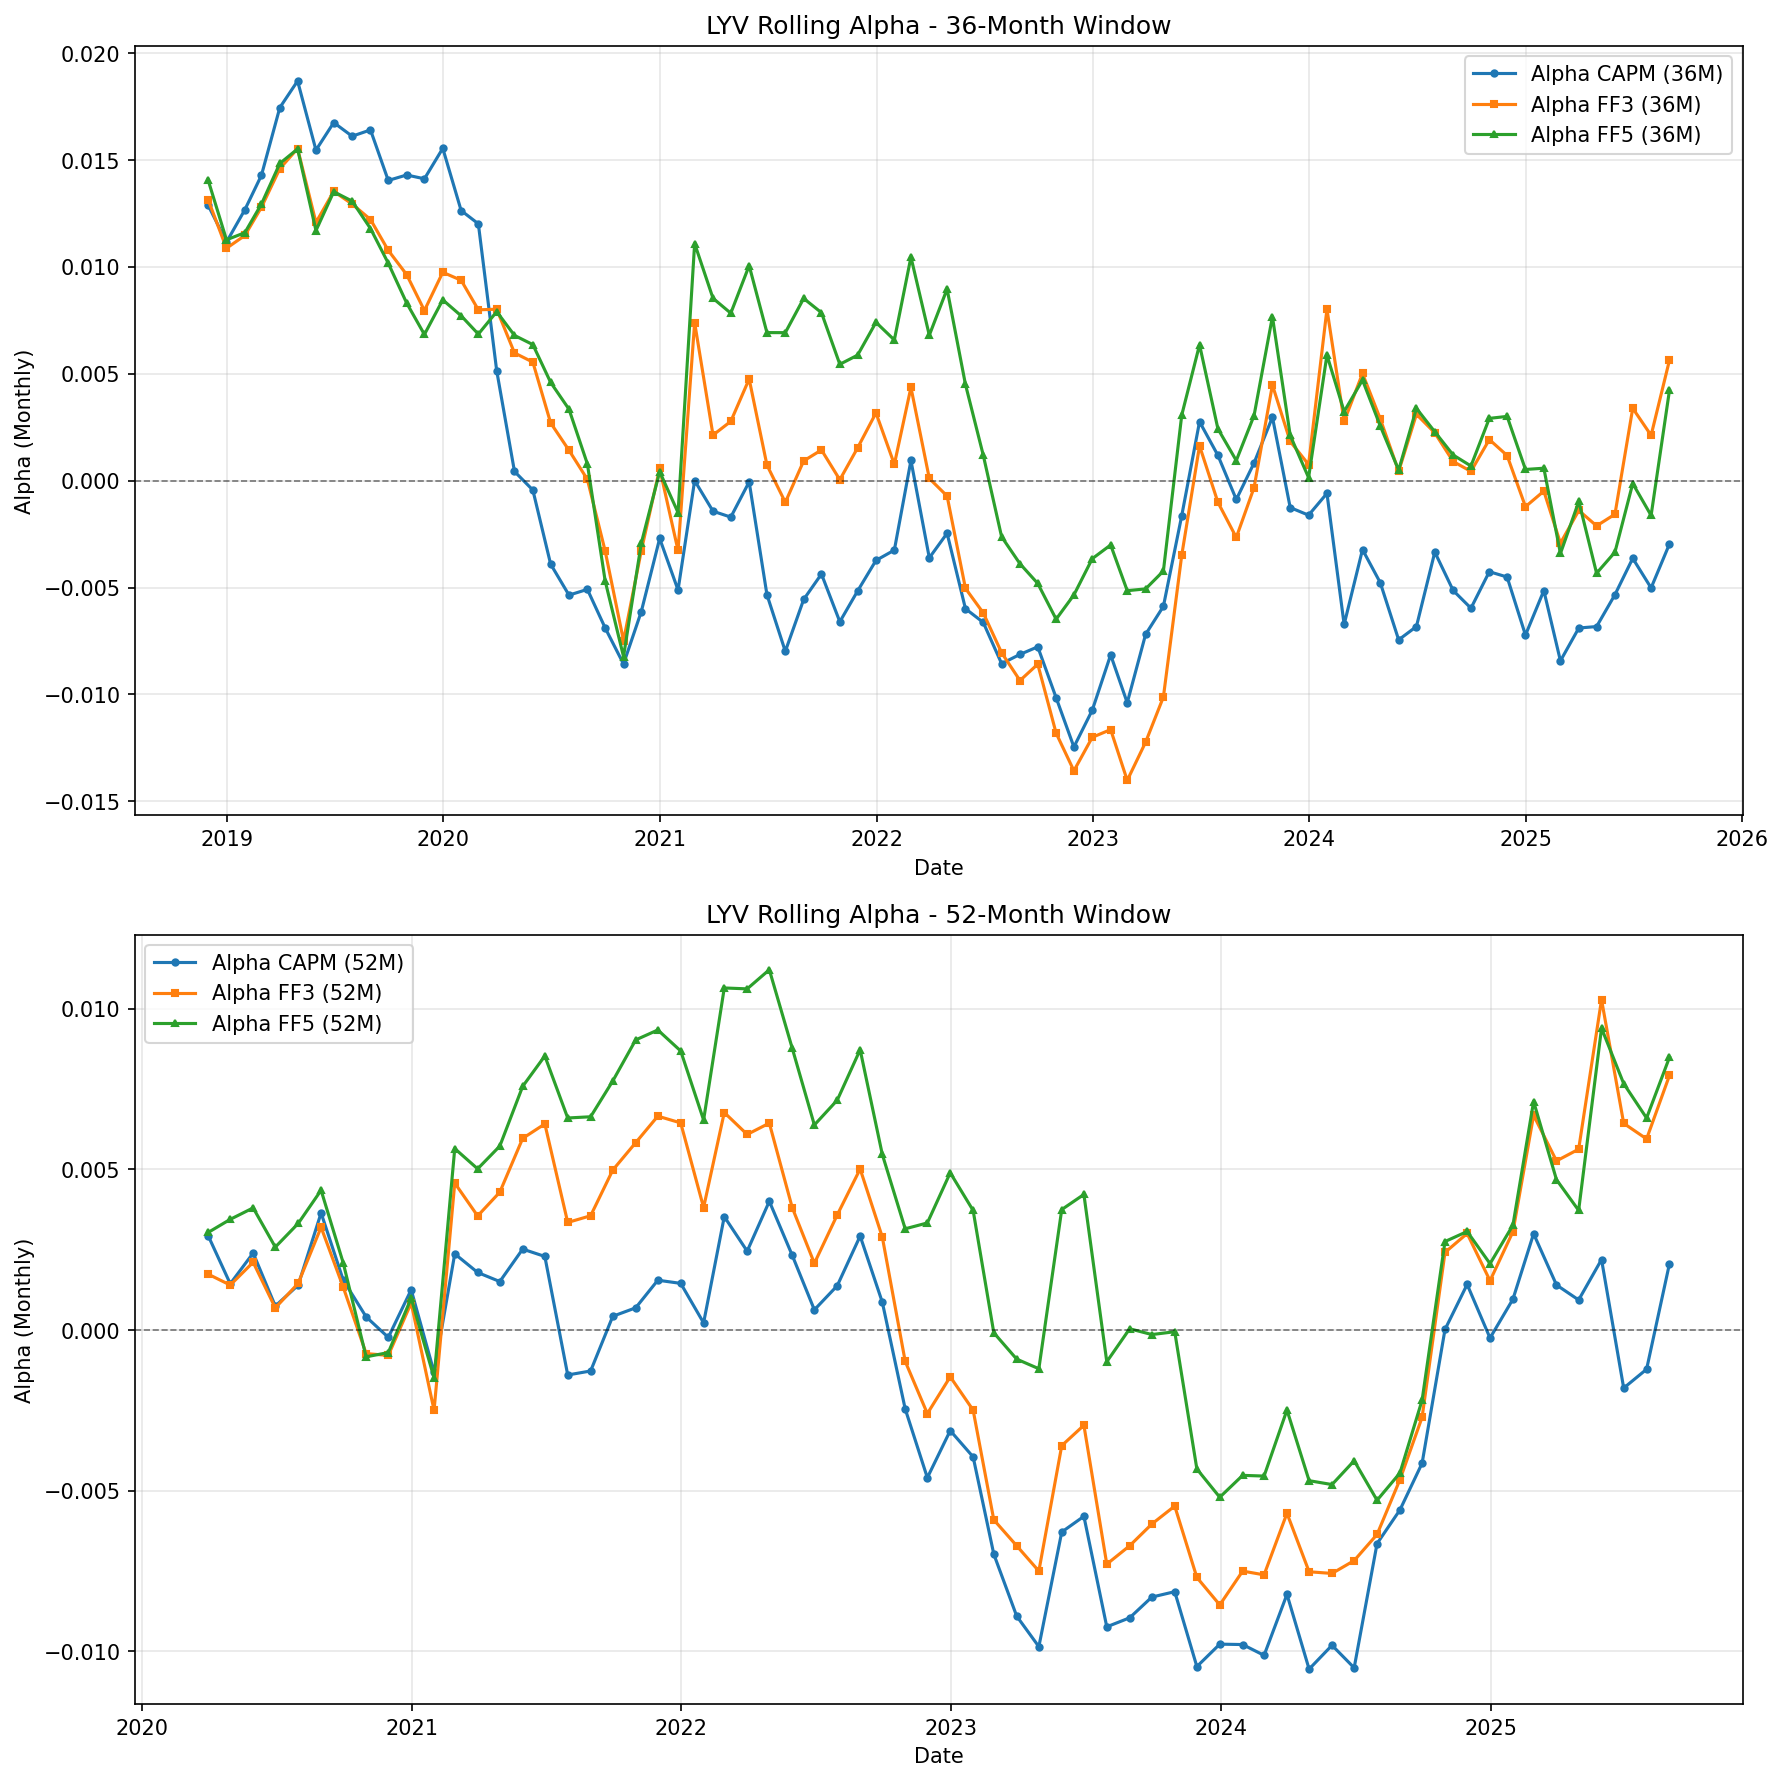 LYV Rolling Alpha - 36-Month Window
Alpha CAPM (36M)
Alpha FF3 (36M)
Alpha FF5 (36M)
0.020
0.015
0.010
0.005
0.000
−0.005
−0.010
−0.015
Alpha (Monthly)
2019 2020 2021 2022 2023 2024 2025 2026
Date
LYV Rolling Alpha - 52-Month Window
Alpha CAPM (52M)
Alpha FF3 (52M)
Alpha FF5 (52M)
0.010
0.005
0.000
−0.005
−0.010
Alpha (Monthly)
2020 2021 2022 2023 2024 2025
Date